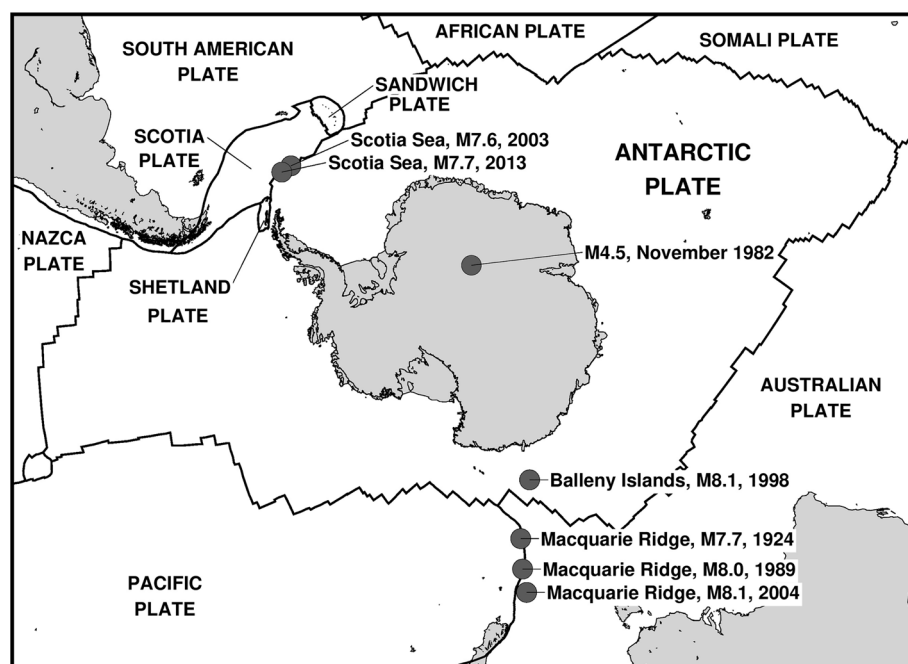 AFRICAN PLATE
SOMALI PLATE
SOUTH AMERICAN
PLATE
SANDWICH
PLATE
SCOTIA
PLATE
Scotia Sea, M7.6, 2003
Scotia Sea, M7.7, 2013
ANTARCTIC
PLATE
NAZCA
PLATE
M4.5, November 1982
SHETLAND
PLATE
AUSTRALIAN
PLATE
Balleny Islands, M8.1, 1998
Macquarie Ridge, M7.7, 1924
Macquarie Ridge, M8.0, 1989
Macquarie Ridge, M8.1, 2004
PACIFIC
PLATE